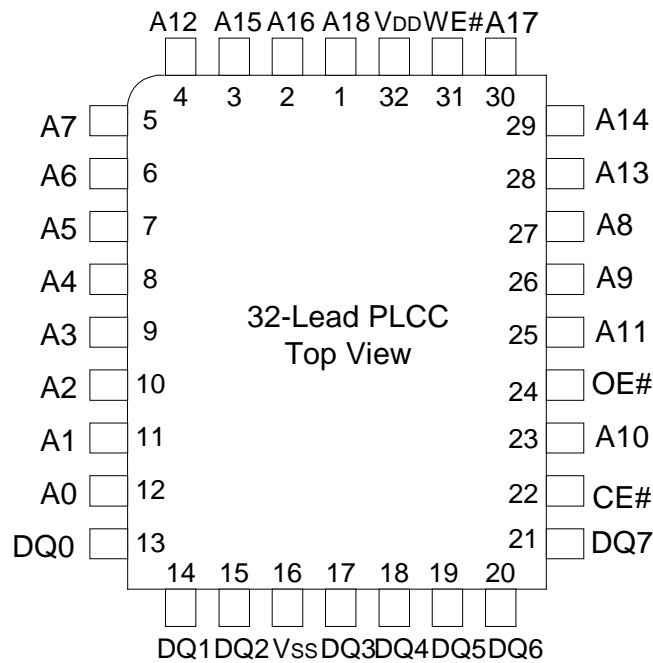 A12 A15 A16 A18 VDD WE# A17
4 3 2 1 32 31 30
A7 5 29 A14
A6 6 28 A13
A5 7 27 A8
A4 8 26 A9
A3 9 25 A11
32-Lead PLCC
Top View
A2 10 24 OE#
A1 11 23 A10
A0 12 22 CE#
DQ0 13 21 DQ7
14 15 16 17 18 19 20
DQ1 DQ2 VSS DQ3 DQ4 DQ5 DQ6